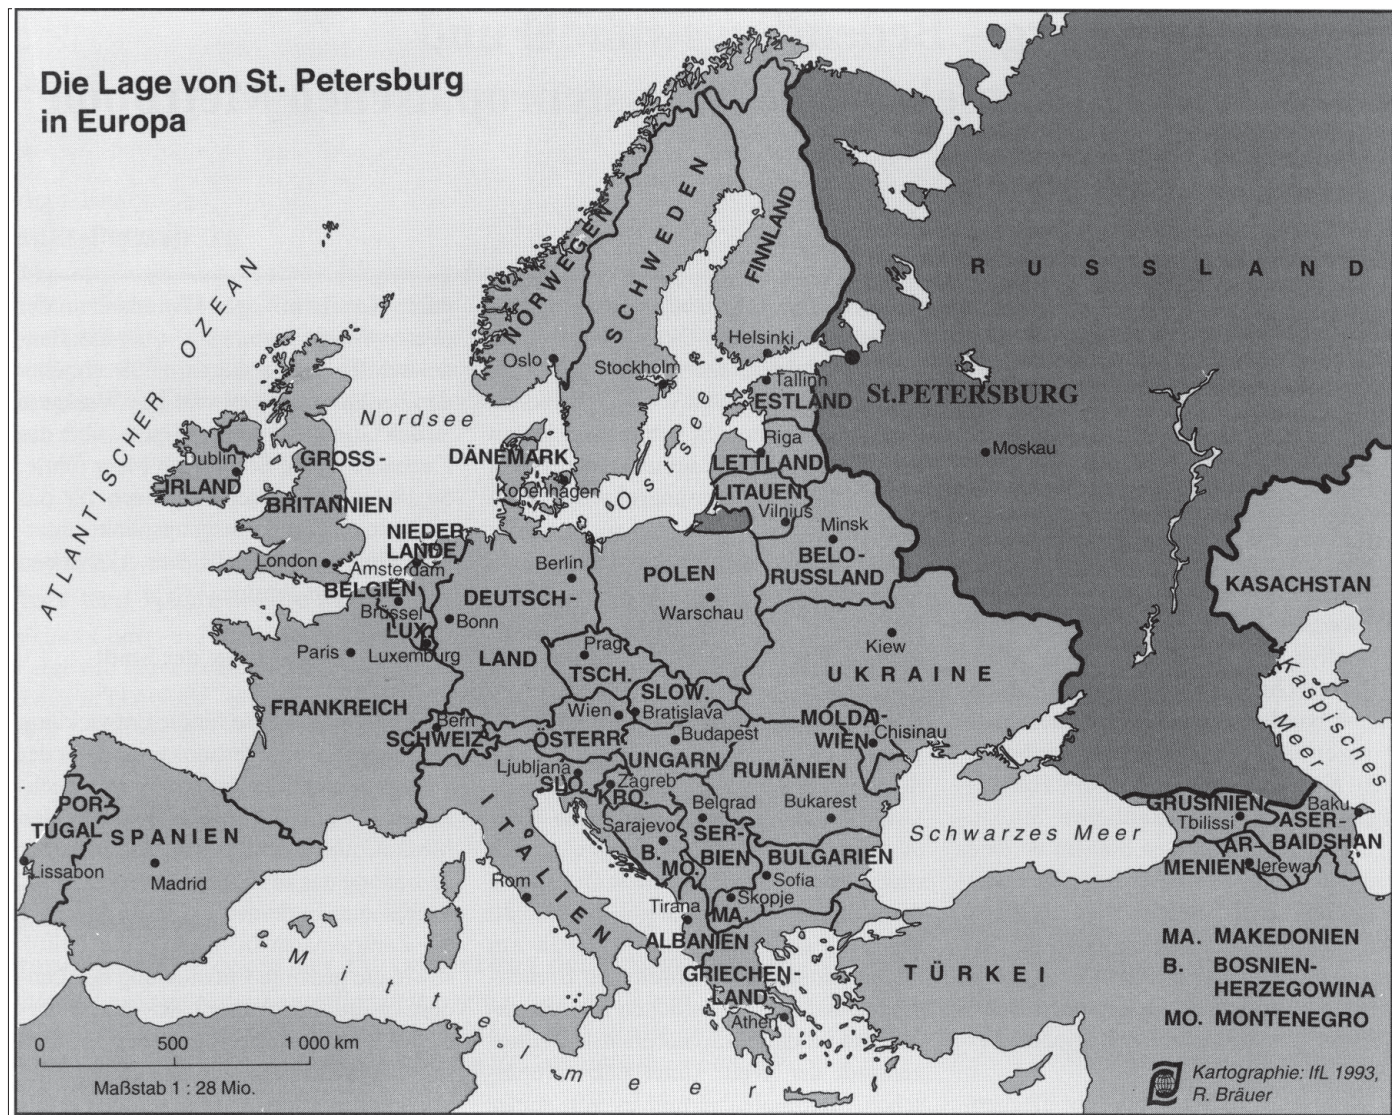 Die Lage von St. Petersburg
in Europa
ATLANTISCHER OZEAN
NORWEGEN
SCHWEDEN
FINNLAND
RUSSLAND
Helsinki
Oslo
Stockholm
Tallinn
ESTLAND
St.PETERSBURG
Nordsee
Ostsee
Riga
LETTLAND
Moskau
Dublin
IRLAND
GROSS-
BRITANNIEN
DÄNEMARK
Kopenhagen
LITAUEN
Vilnius
Minsk
BELO-
RUSSLAND
London
NIEDER-
LANDE
Amsterdam
BELGIEN
Brüssel
LUX.
Luxemburg
Berlin
DEUTSCH-
LAND
Bonn
POLEN
Warschau
KASACHSTAN
Paris
FRANKREICH
Prag
TSCH.
SLOW.
Bratislava
Wien
Kiew
UKRAINE
Kaspisches
Meer
Bern
SCHWEIZ
ÖSTERR.
Budapest
UNGARN
MOLDA-
WIEN
Chisinau
RUMÄNIEN
Bukarest
Ljubljana
SLO.
Zagreb
KRO.
ITALIEN
Rom
Sarajevo
B.
MO.
Belgrad
SER-
BIEN
BULGARIEN
Sofia
Skopje
MA.
Tirana
ALBANIEN
GRIECHEN-
LAND
Athen
Schwarzes Meer
GRUSINIEN
Tbilissi
Baku
ASER-
BAIDSHAN
AR-
MENIEN
Jerewan
POR-
TUGAL
Lissabon
SPANIEN
Madrid
Mittelmeer
TÜRKEI
MA. MAKEDONIEN
B. BOSNIEN-
HERZEGOWINA
MO. MONTENEGRO
0 500 1 000 km
Maßstab 1 : 28 Mio.
Kartographie: IfL 1993,
R. Bräuer